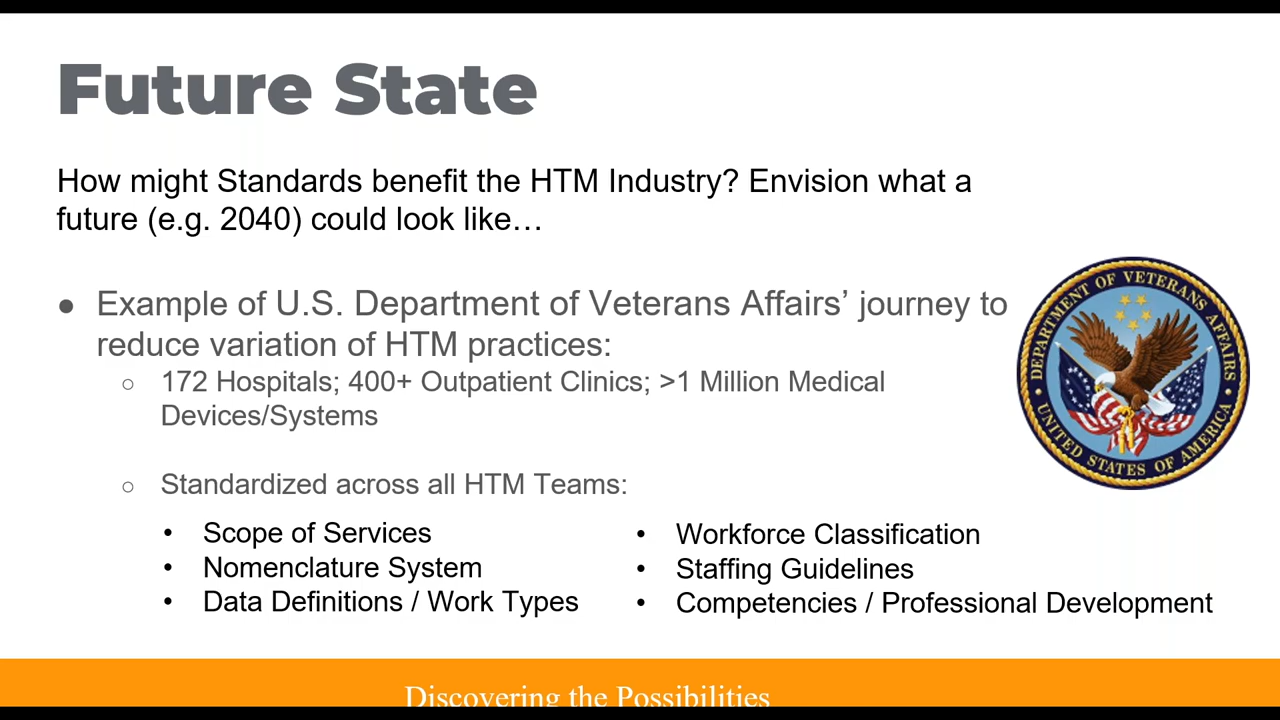 Future State
How might Standards benefit the HTM Industry? Envision what a
future (e.g. 2040) could look like…
● Example of U.S. Department of Veterans Affairs’ journey to
reduce variation of HTM practices:
○ 172 Hospitals; 400+ Outpatient Clinics; >1 Million Medical
Devices/Systems
DEPARTMENT OF VETERANS AFFAIRS
UNITED STATES OF AMERICA
○ Standardized across all HTM Teams:
• Scope of Services
• Nomenclature System
• Data Definitions / Work Types
• Workforce Classification
• Staffing Guidelines
• Competencies / Professional Development
Discovering the Possibilities